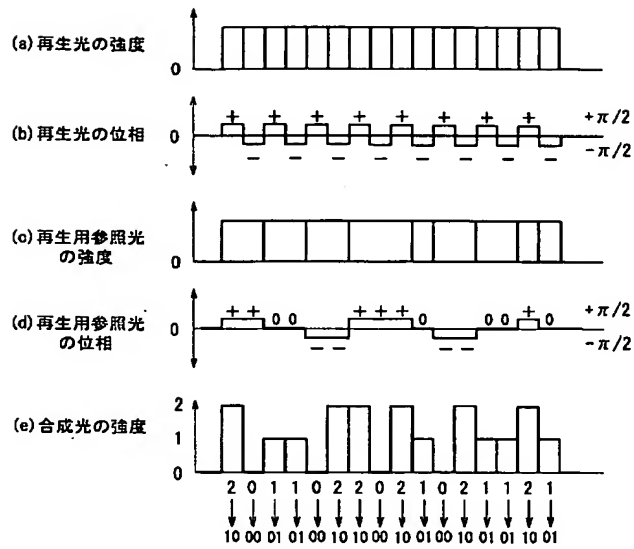 (a)再生光の強度
0
+ + + + + + + +
+π/2
(b)再生光の位相
0
-π/2
− − − − − − − −
(c)再生用参照光
の強度
0
+ + 0 0 + + + 0 0 0 + 0
+π/2
(d)再生用参照光
の位相
0
-π/2
− − − −
(e)合成光の強度
2
1
0
2 0 1 1 0 2 2 0 2 1 0 2 1 1 2 1
10 00 01 01 00 10 10 00 10 01 00 10 01 01 10 01